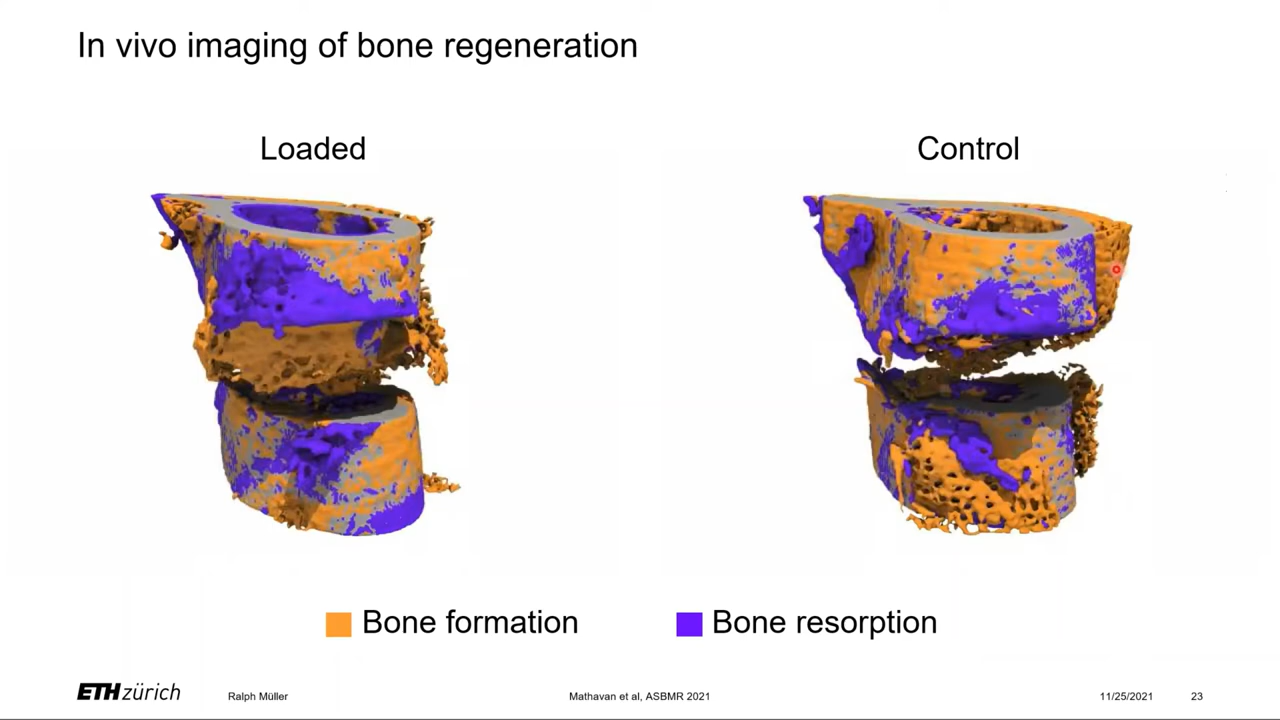 In vivo imaging of bone regeneration
Loaded
Control
Bone formation
Bone resorption
ETH zürich
Ralph Müller
Mathavan et al, ASBMR 2021
11/25/2021
23